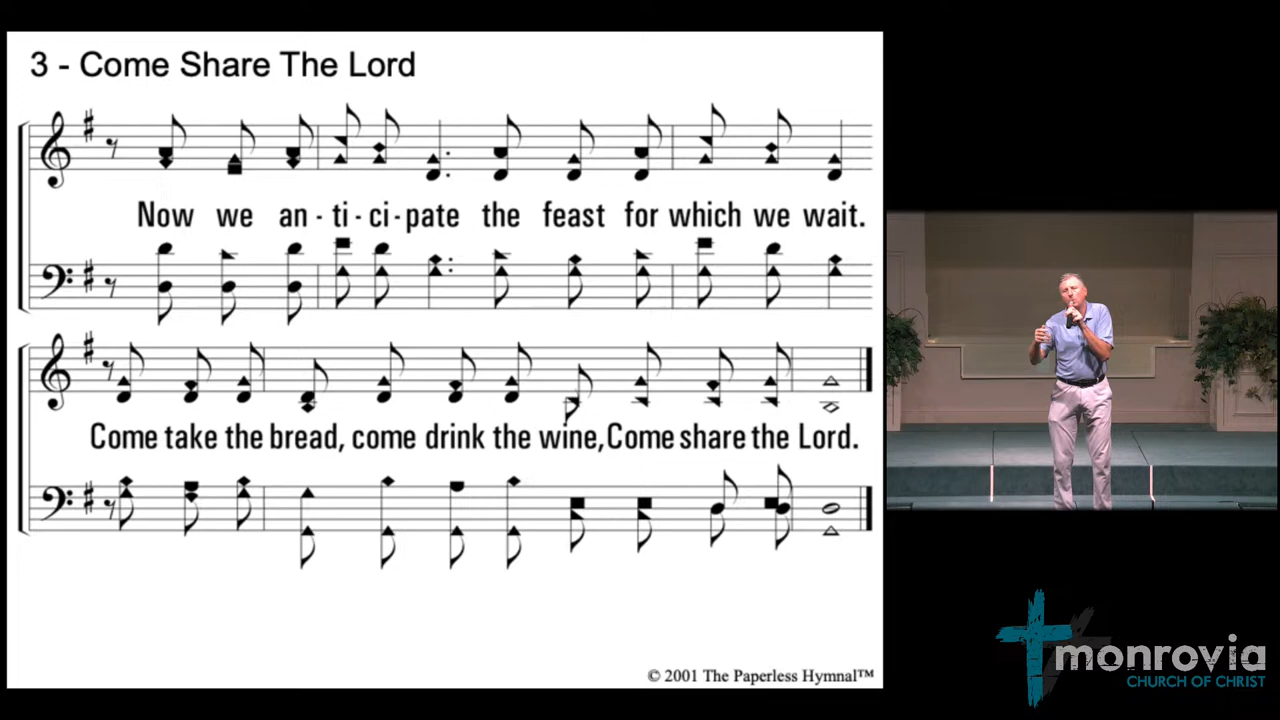 3 - Come Share The Lord
Now we an - ti - ci - pate the feast for which we wait.
Come take the bread, come drink the wine, Come share the Lord.
© 2001 The Paperless Hymnal™
monrovia
CHURCH OF CHRIST